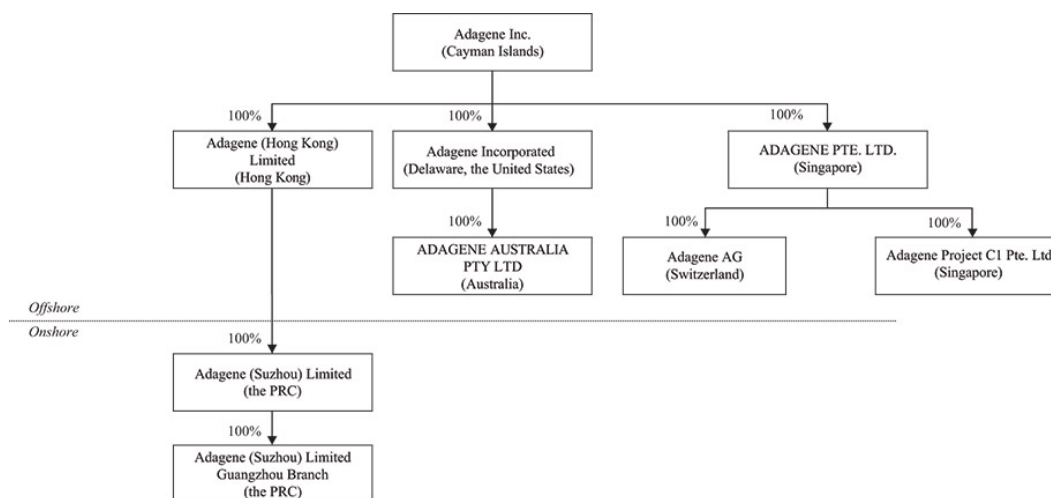 Adagene Inc.
(Cayman Islands)
100%
100%
100%
Adagene (Hong Kong)
Limited
(Hong Kong)
Adagene Incorporated
(Delaware, the United States)
ADAGENE PTE. LTD.
(Singapore)
100%
100%
100%
ADAGENE AUSTRALIA
PTY LTD
(Australia)
Adagene AG
(Switzerland)
Adagene Project C1 Pte. Ltd
(Singapore)
Offshore
Onshore
100%
Adagene (Suzhou) Limited
(the PRC)
100%
Adagene (Suzhou) Limited
Guangzhou Branch
(the PRC)